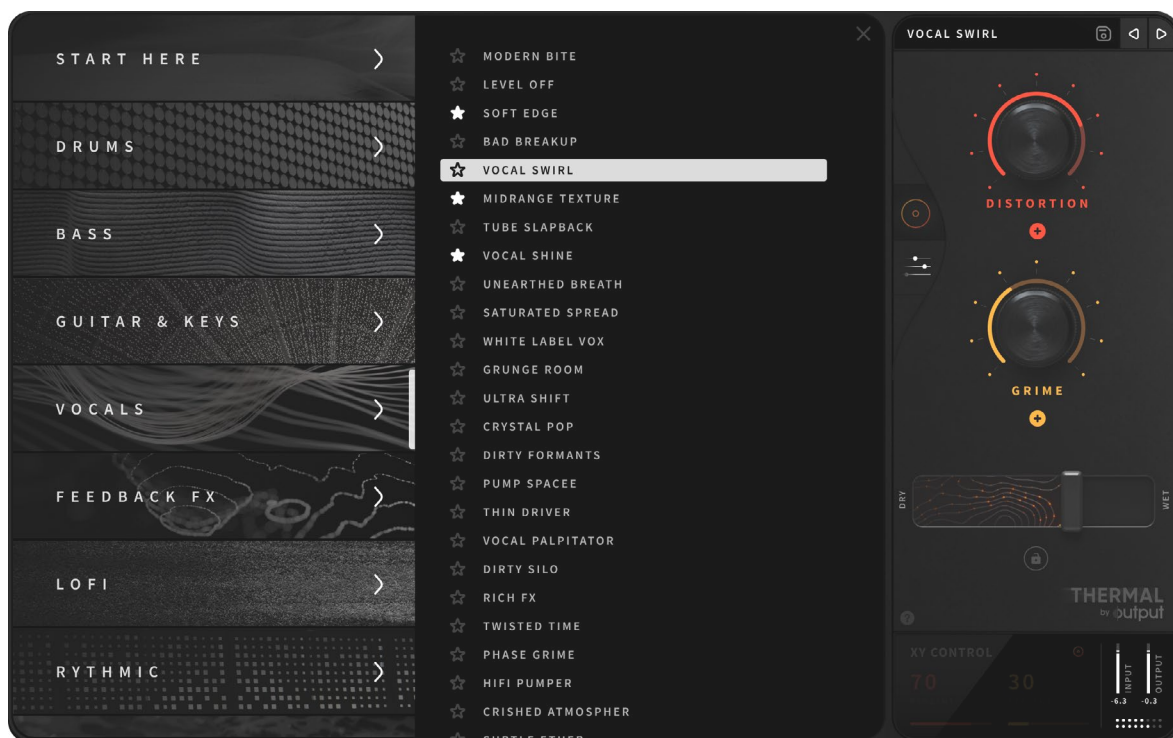 START HERE
DRUMS
BASS
GUITAR & KEYS
VOCALS
FEEDBACK FX
LOFI
RYTHMIC
MODERN BITE
LEVEL OFF
SOFT EDGE
BAD BREAKUP
VOCAL SWIRL
MIDRANGE TEXTURE
TUBE SLAPBACK
VOCAL SHINE
UNEARTHED BREATH
SATURATED SPREAD
WHITE LABEL VOX
GRUNGE ROOM
ULTRA SHIFT
CRYSTAL POP
DIRTY FORMANTS
PUMP SPACEE
THIN DRIVER
VOCAL PALPITATOR
DIRTY SILO
RICH FX
TWISTED TIME
PHASE GRIME
HIFI PUMPER
CRISHED ATMOSPHER
VOCAL SWIRL
DISTORTION
GRIME
DRY
WET
THERMAL
by output
?
XY CONTROL
70 30
INPUT
OUTPUT
-6.3 -0.3